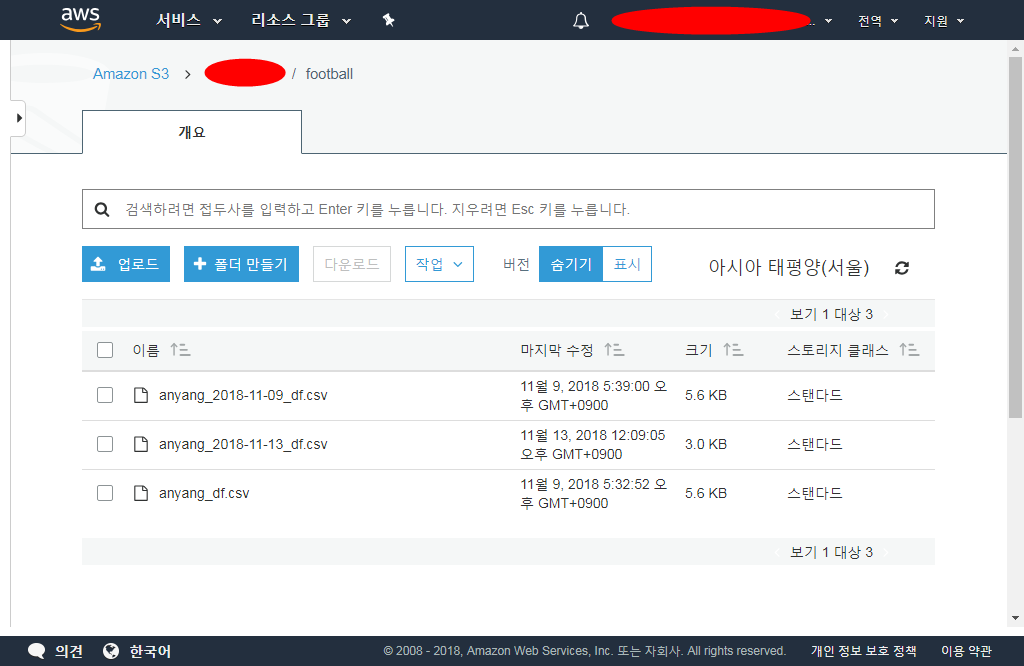 aws 서비스 리소스 그룹 .. 전역 지원
Amazon S3 > / football
개요
검색하려면 접두사를 입력하고 Enter 키를 누릅니다. 지우려면 Esc 키를 누릅니다.
업로드 + 폴더 만들기 다운로드 작업 버전 숨기기 표시 아시아 태평양(서울)
보기 1 대상 3
이름 마지막 수정 크기 스토리지 클래스
anyang_2018-11-09_df.csv 11월 9, 2018 5:39:00 오
후 GMT+0900 5.6 KB 스탠다드
anyang_2018-11-13_df.csv 11월 13, 2018 12:09:05
오후 GMT+0900 3.0 KB 스탠다드
anyang_df.csv 11월 9, 2018 5:32:52 오
후 GMT+0900 5.6 KB 스탠다드
보기 1 대상 3
의견 한국어 © 2008 - 2018, Amazon Web Services, Inc. 또는 자회사. All rights reserved. 개인 정보 보호 정책 이용 약관